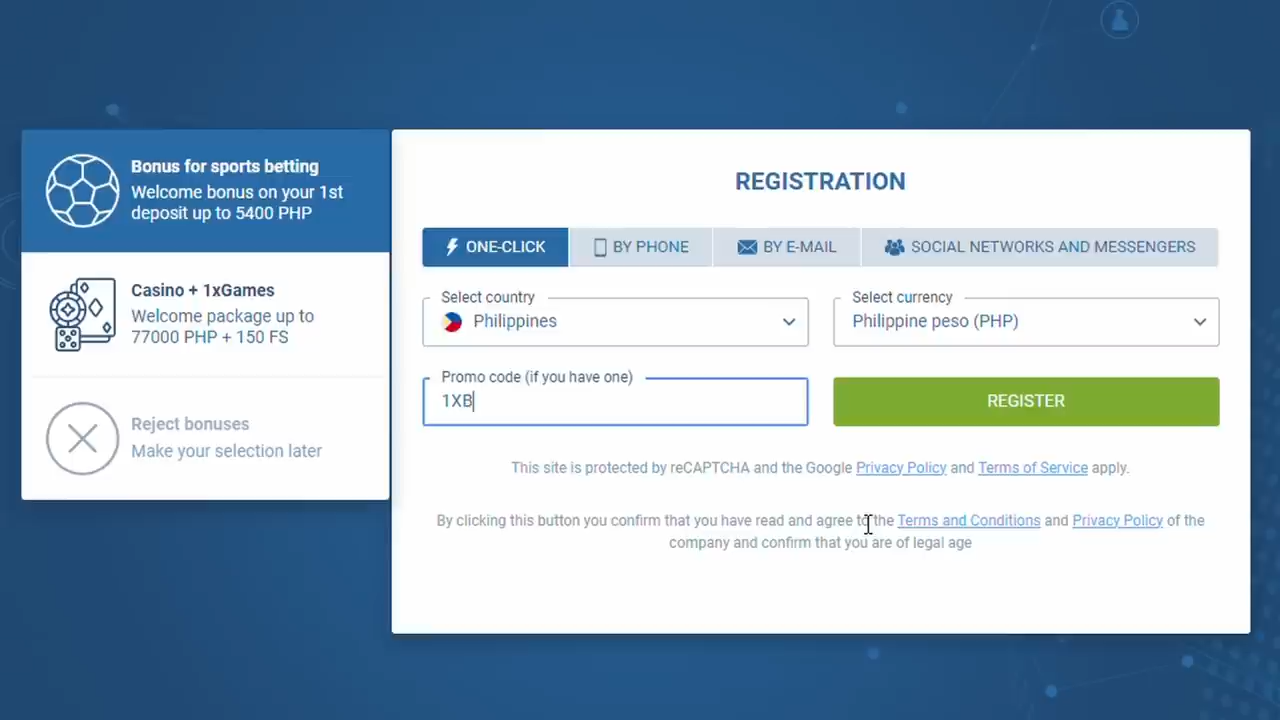 Bonus for sports betting
Welcome bonus on your 1st
deposit up to 5400 PHP
Casino + 1xGames
Welcome package up to
77000 PHP + 150 FS
Reject bonuses
Make your selection later
REGISTRATION
ONE-CLICK
BY PHONE
BY E-MAIL
SOCIAL NETWORKS AND MESSENGERS
Select country
Philippines
Select currency
Philippine peso (PHP)
Promo code (if you have one)
1XB
REGISTER
This site is protected by reCAPTCHA and the Google Privacy Policy and Terms of Service apply.
By clicking this button you confirm that you have read and agree to the Terms and Conditions and Privacy Policy of the
company and confirm that you are of legal age